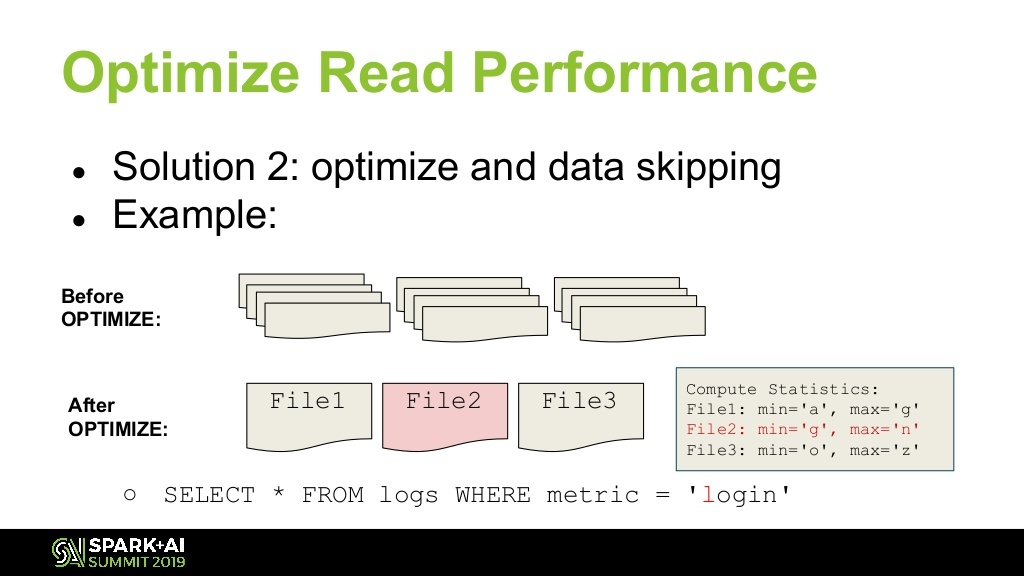 Optimize Read Performance
● Solution 2: optimize and data skipping
● Example:
Before
OPTIMIZE:
After
OPTIMIZE:
File1
File2
File3
Compute Statistics:
File1: min='a', max='g'
File2: min='g', max='n'
File3: min='o', max='z'
○ SELECT * FROM logs WHERE metric = 'login'
SPARK+AI
SUMMIT 2019